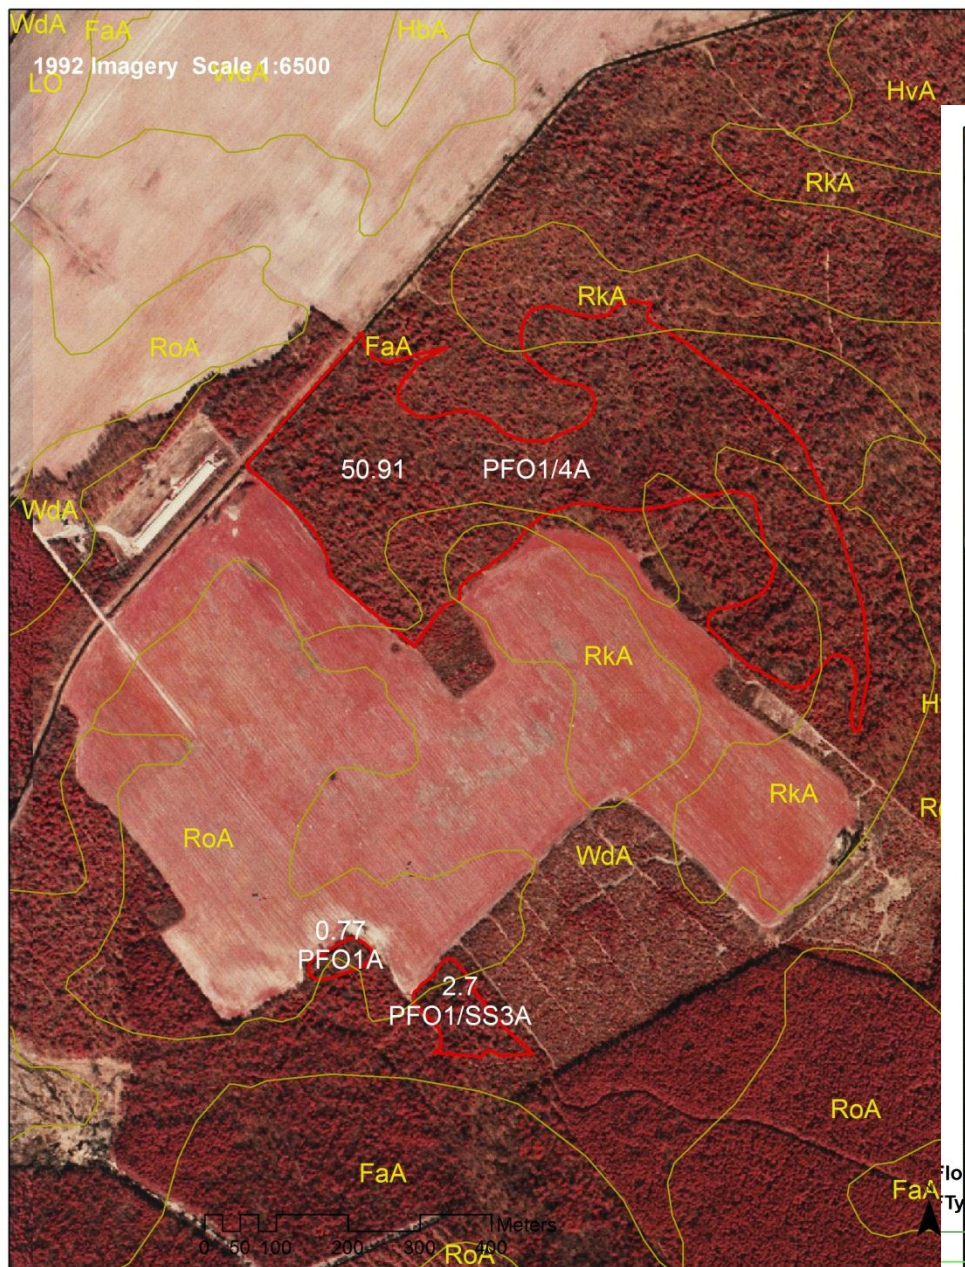 WdA
FaA
HbA
1992 Imagery Scale 1:6500
WdA
LO
HvA
RkA
RkA
RoA
FaA
50.91 PFO1/4A
WdA
RkA
RkA
RoA
WdA
0.77
PFO1A
2.7
PFO1/SS3A
RoA
FaA
FaA
Meters
0 50 100 200 300 400
RoA